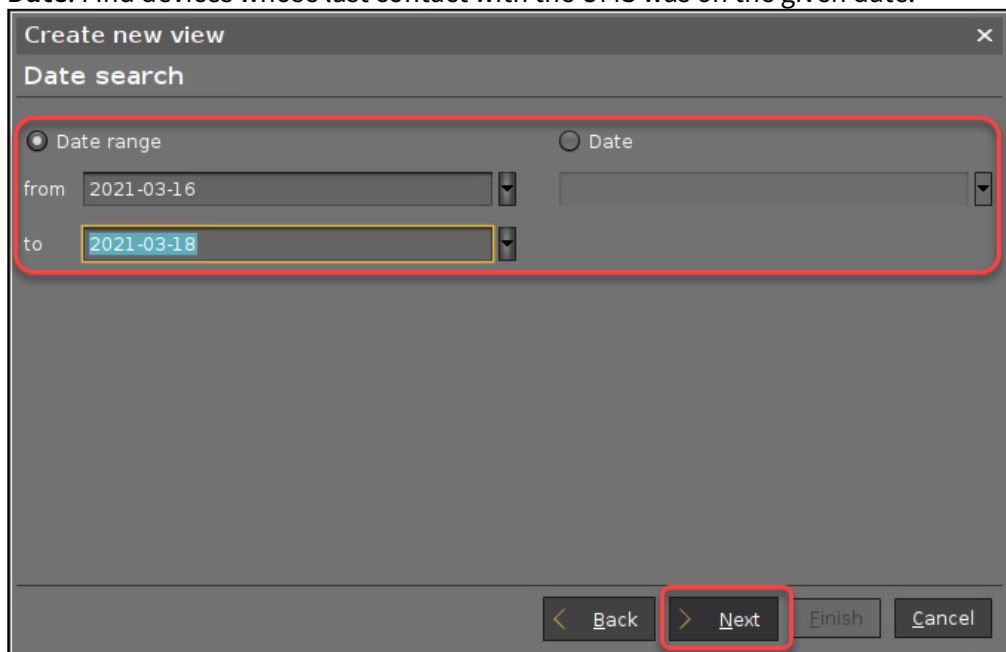 Date: Find devices whose last contact with the UMS was on the given date.
Create new view
Date search
Date range
Date
from 2021-03-16
to 2021-03-18
Back Next Finish Cancel